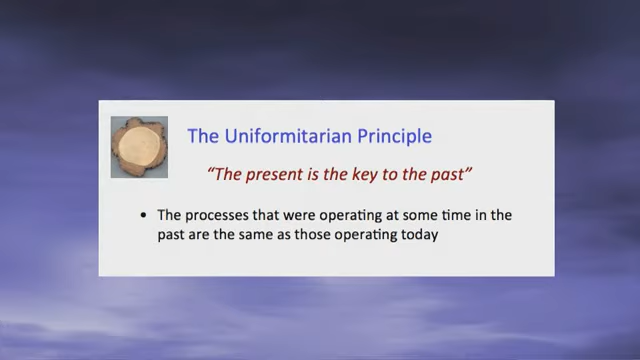 The Uniformitarian Principle
“The present is the key to the past”
• The processes that were operating at some time in the
past are the same as those operating today